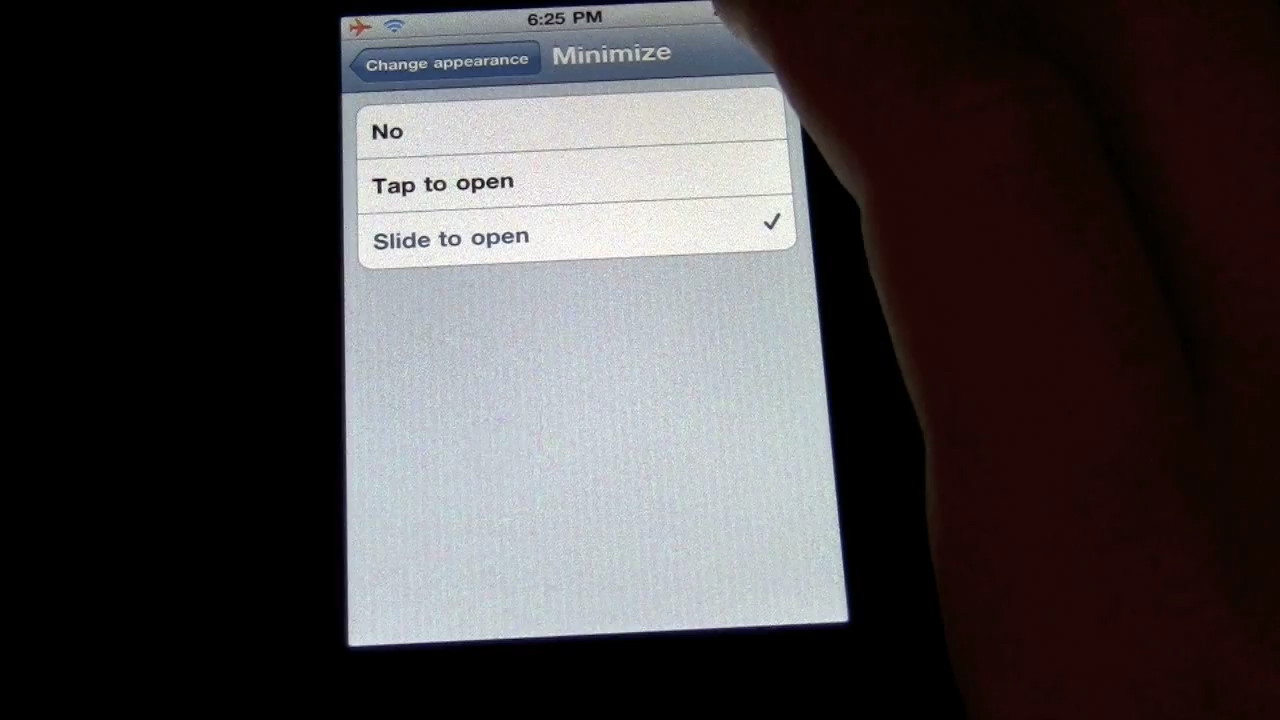 6:25 PM
Change appearance
Minimize
No
Tap to open
Slide to open